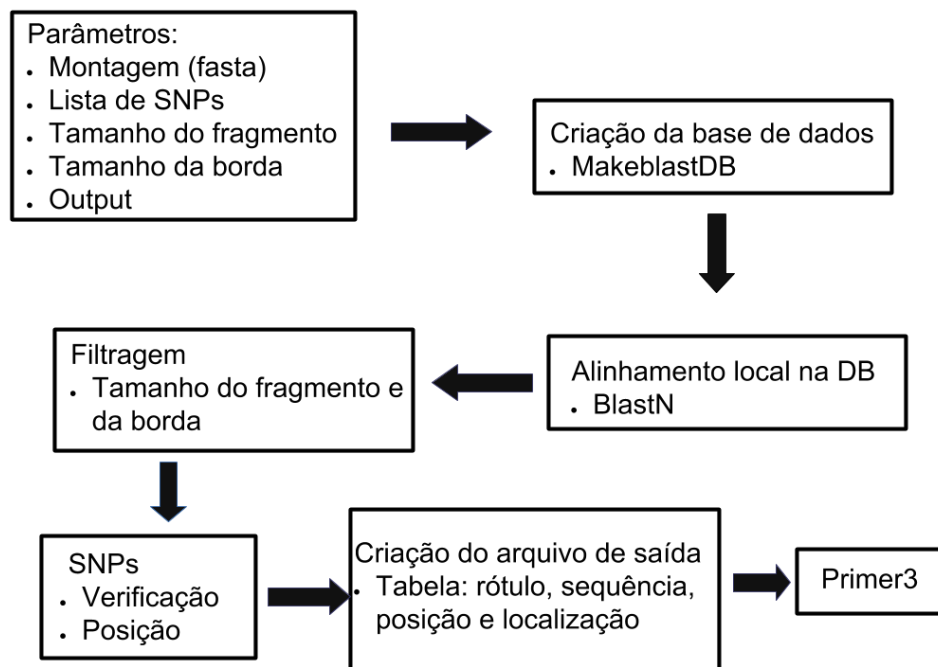 Parâmetros:
• Montagem (fasta)
• Lista de SNPs
• Tamanho do fragmento
• Tamanho da borda
• Output
Criação da base de dados
• MakeblastDB
Alinhamento local na DB
• BlastN
Filtragem
• Tamanho do fragmento e
da borda
SNPs
• Verificação
• Posição
Criação do arquivo de saída
• Tabela: rótulo, sequência,
posição e localização
Primer3